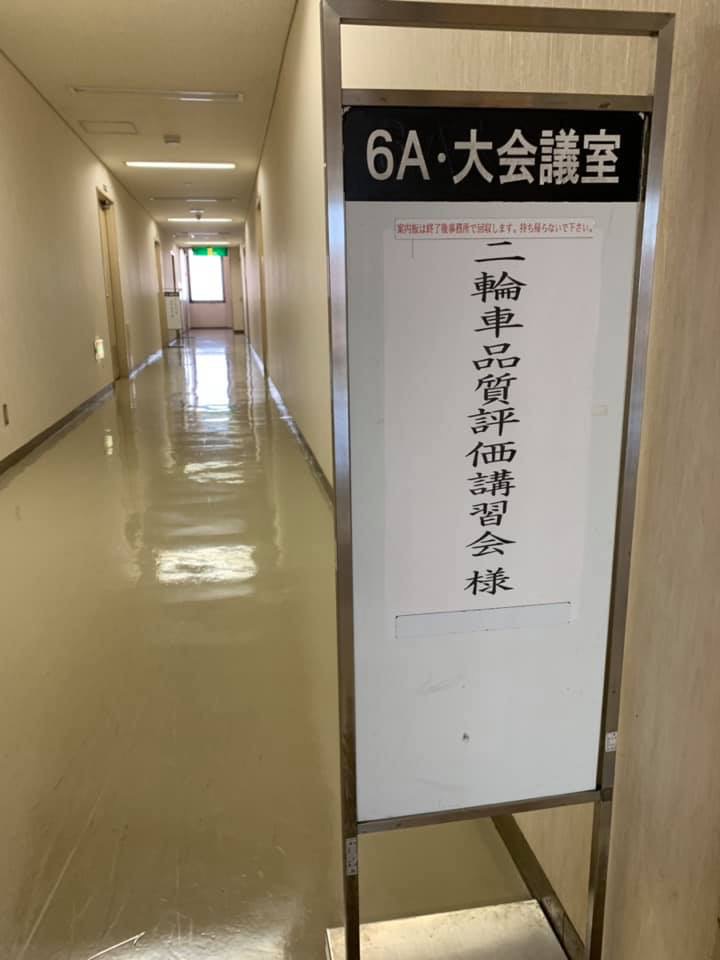 6A・大会議室
案内板は終了後事務所で回収します。持ち帰らないで下さい。
二輪車品質評価講習会 様